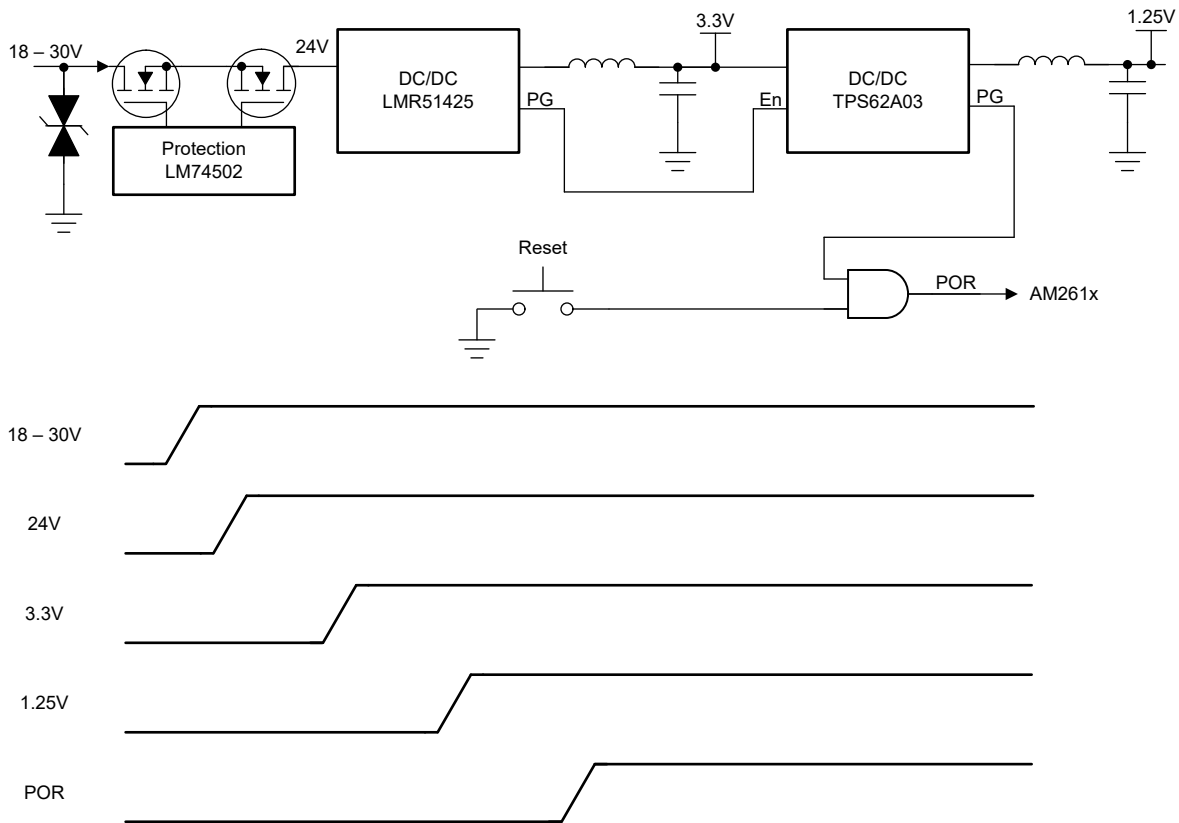 18 – 30V
24V
DC/DC
LMR51425
PG
Protection
LM74502
3.3V
En
DC/DC
TPS62A03
PG
1.25V
Reset
POR
AM261x
18 – 30V
24V
3.3V
1.25V
POR